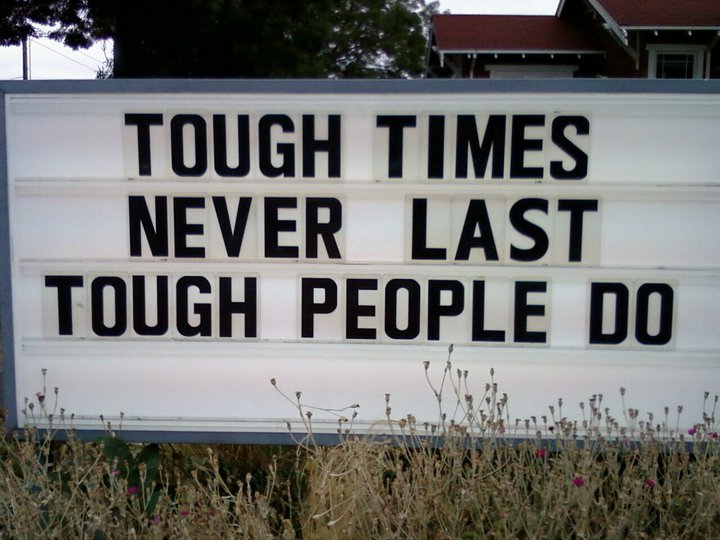 TOUGH TIMES
NEVER LAST
TOUGH PEOPLE DO